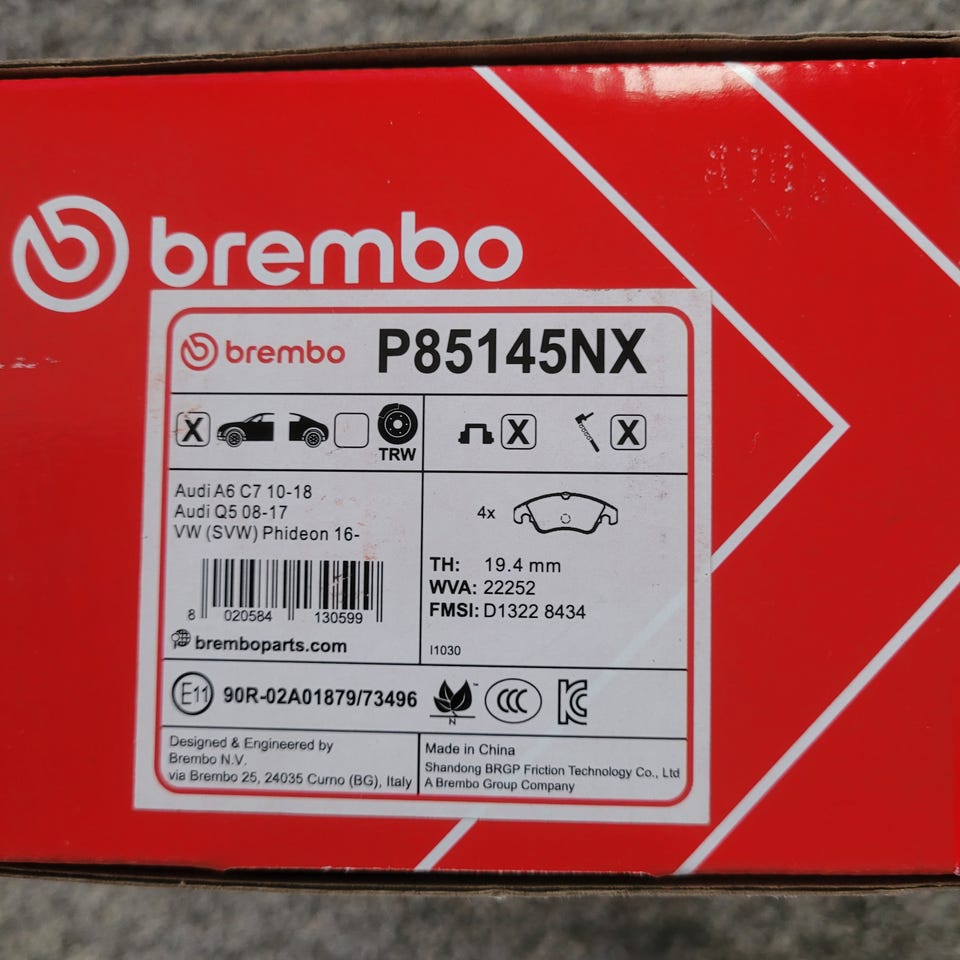 brembo
brembo P85145NX
X X X
TRW
Audi A6 C7 10-18
Audi Q5 08-17
VW (SVW) Phideon 16-
4x
TH: 19.4 mm
WVA: 22252
FMSI: D1322 8434
8 020584 130599
bremboparts.com
I1030
E11 90R-02A01879/73496
N
CCC
KC
Designed & Engineered by
Brembo N.V.
via Brembo 25, 24035 Curno (BG), Italy
Made in China
Shandong BRGP Friction Technology Co., Ltd
A Brembo Group Company